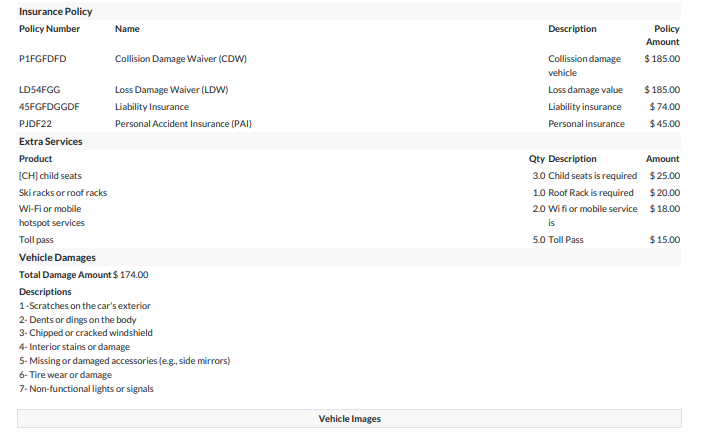 Insurance Policy
Policy Number Name Description Policy Amount
P1FGFDFD Collision Damage Waiver (CDW) Collission damage vehicle $ 185.00
LD54FGG Loss Damage Waiver (LDW) Loss damage value $ 185.00
45FGFDGGDF Liability Insurance Liability insurance $ 74.00
PJDF22 Personal Accident Insurance (PAI) Personal insurance $ 45.00
Extra Services
Product Qty Description Amount
[CH] child seats 3.0 Child seats is required $ 25.00
Ski racks or roof racks 1.0 Roof Rack is required $ 20.00
Wi-Fi or mobile hotspot services 2.0 Wi fi or mobile service is $ 18.00
Toll pass 5.0 Toll Pass $ 15.00
Vehicle Damages
Total Damage Amount $ 174.00
Descriptions
1 -Scratches on the car's exterior
2- Dents or dings on the body
3- Chipped or cracked windshield
4- Interior stains or damage
5- Missing or damaged accessories (e.g., side mirrors)
6- Tire wear or damage
7- Non-functional lights or signals
Vehicle Images